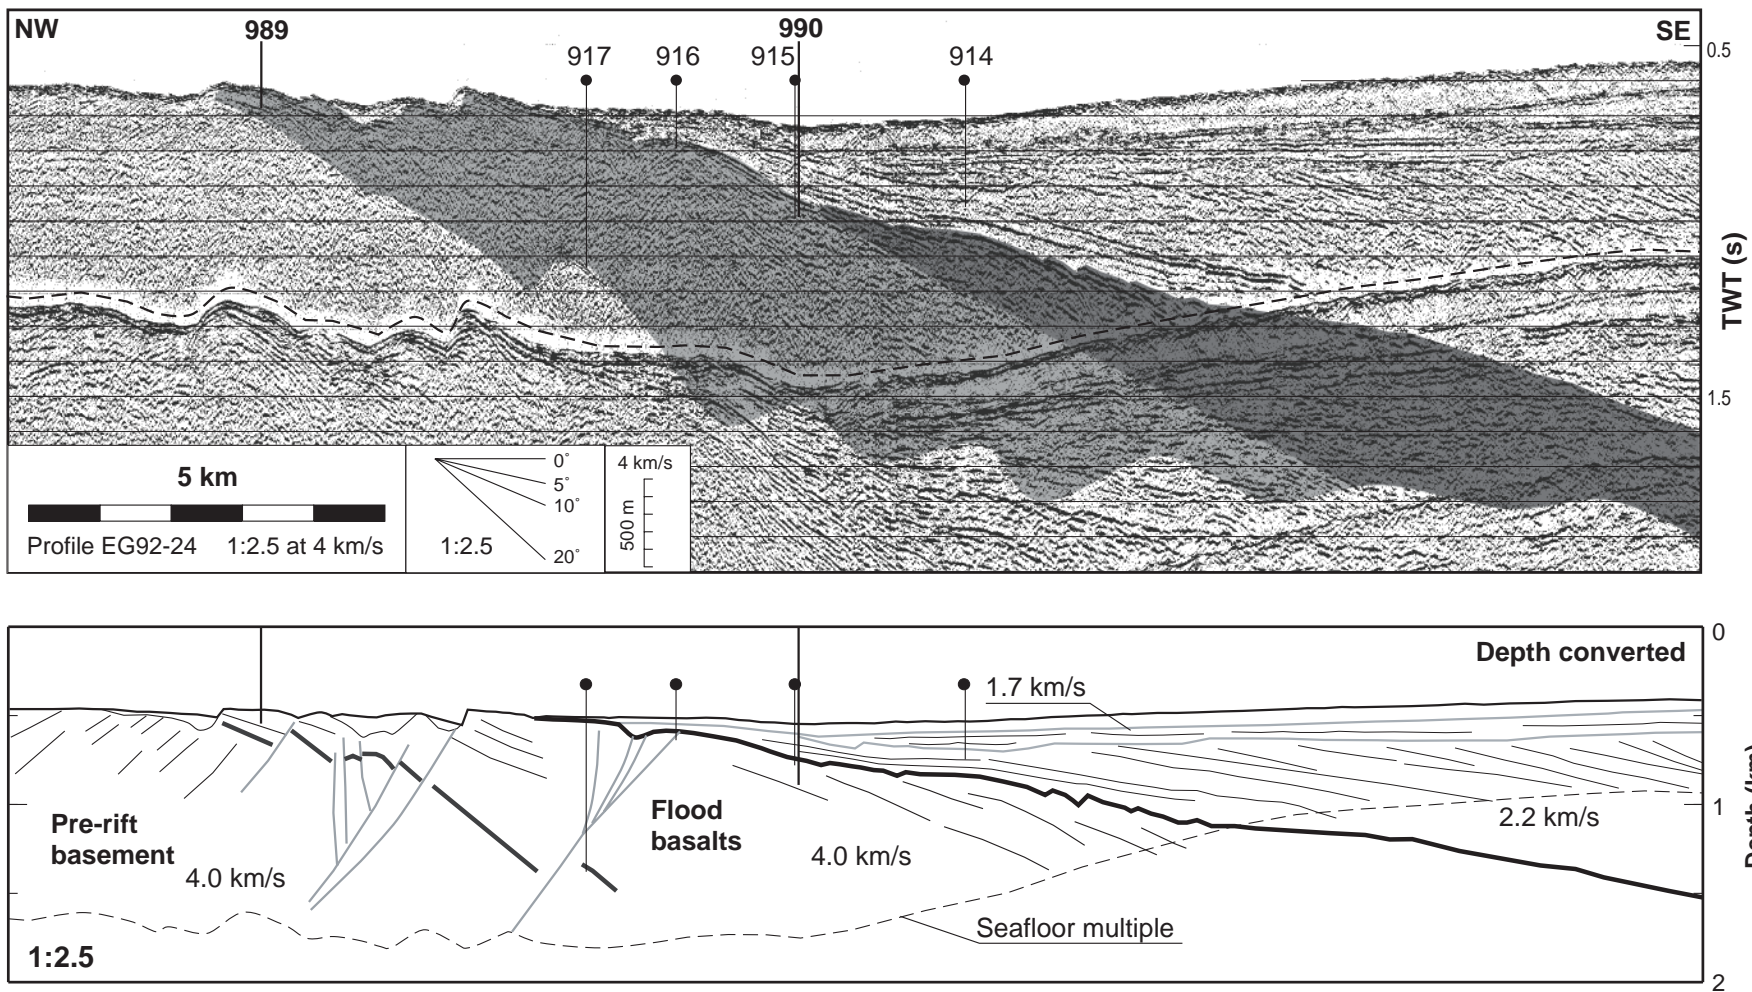 NW
989
990
SE
917
916
915
914
0.5
TWT (s)
1.5
5 km
Profile EG92-24 1:2.5 at 4 km/s
0°
5°
10°
20°
1:2.5
4 km/s
500 m
0
Depth converted
1.7 km/s
Pre-rift
basement
4.0 km/s
Flood
basalts
4.0 km/s
2.2 km/s
1
Depth (km)
Seafloor multiple
1:2.5
2